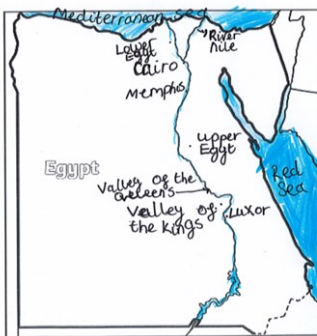 Mediterranean sea
River
nile
Lower
Egypt
Cairo
Memphis
Upper
Egypt
Egypt
Red
Sea
Valley Of the
Queens
Valley Of
the kings
Luxor